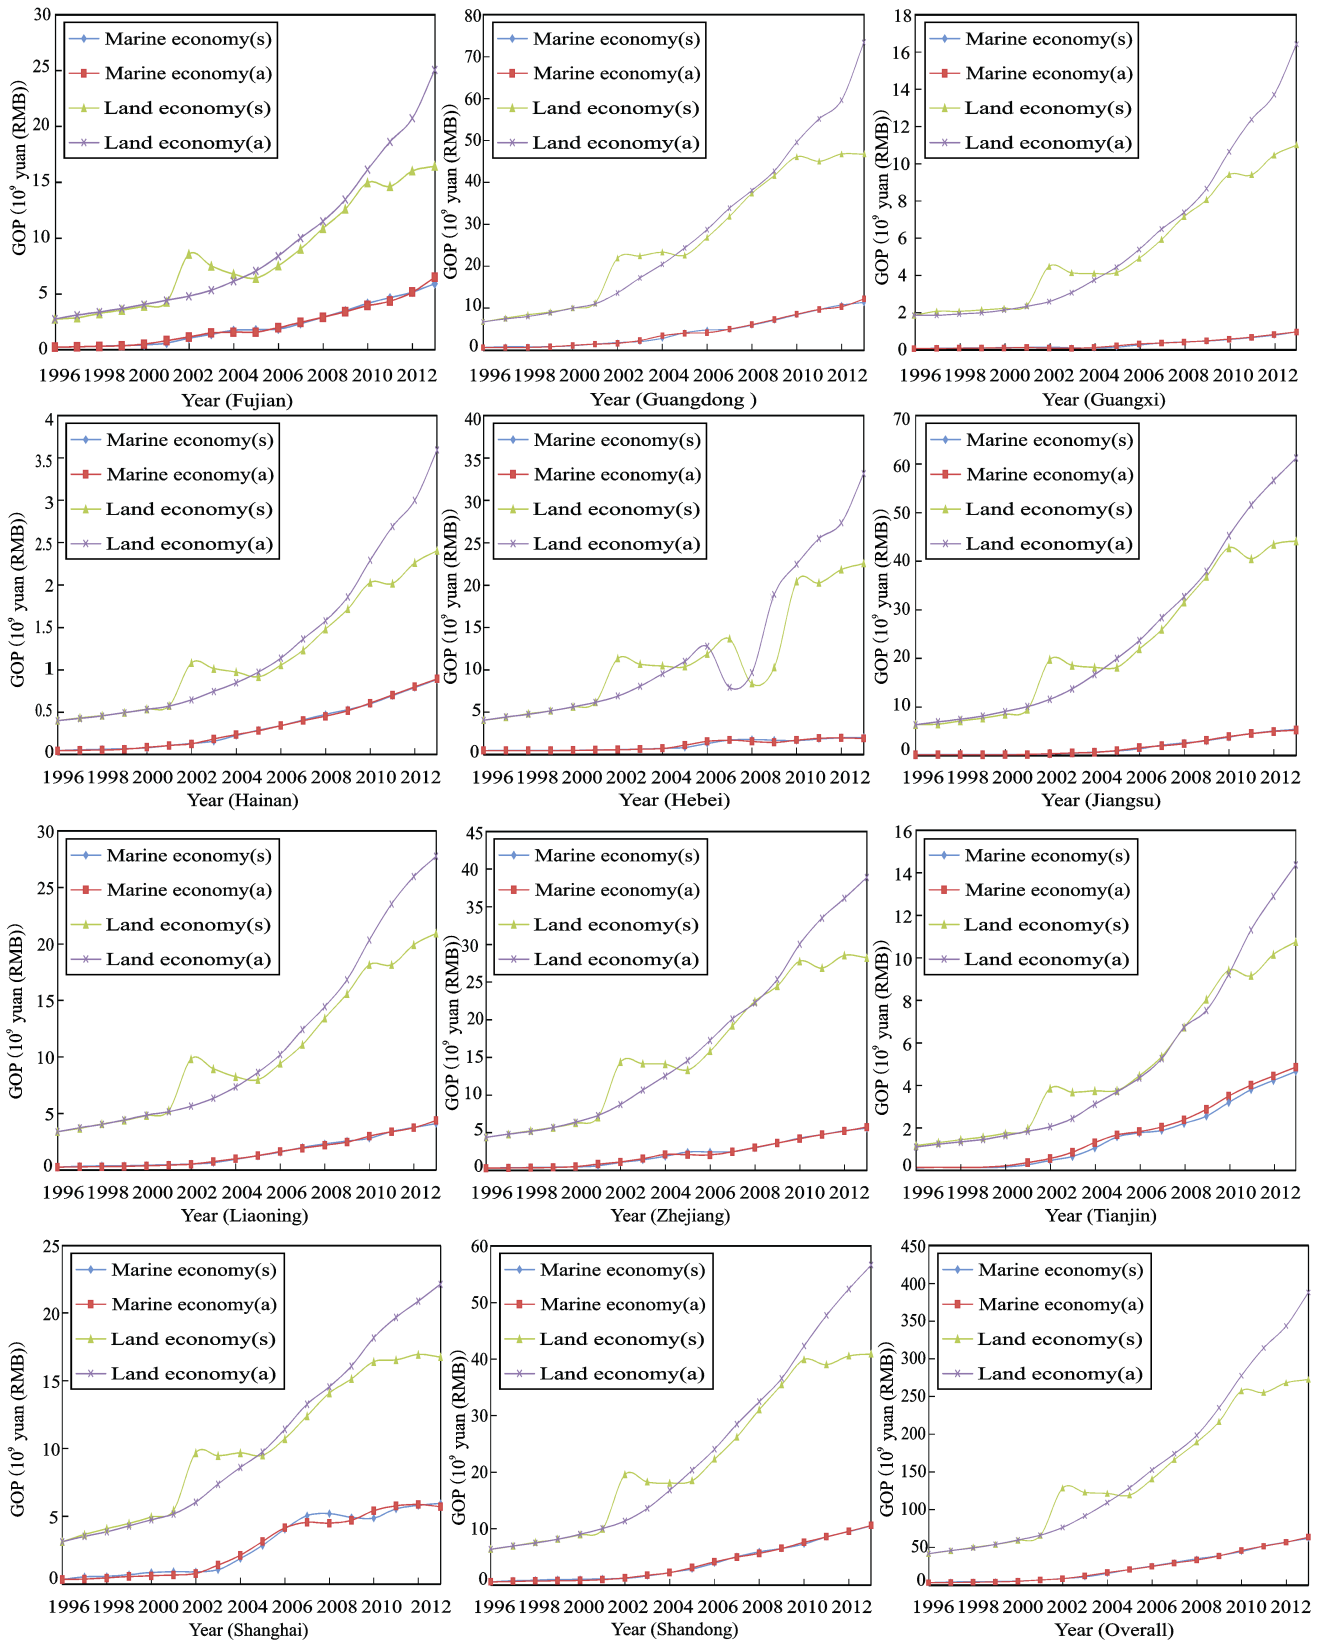 30
25
20
15
10
5
0
GOP (10⁹ yuan (RMB))
Marine economy(s)
Marine economy(a)
Land economy(s)
Land economy(a)
1996 1998 2000 2002 2004 2006 2008 2010 2012
Year (Fujian)
80
70
60
50
40
30
20
10
0
GOP (10⁹ yuan (RMB))
Marine economy(s)
Marine economy(a)
Land economy(s)
Land economy(a)
1996 1998 2000 2002 2004 2006 2008 2010 2012
Year (Guangdong )
18
16
14
12
10
8
6
4
2
0
GOP (10⁹ yuan (RMB))
Marine economy(s)
Marine economy(a)
Land economy(s)
Land economy(a)
1996 1998 2000 2002 2004 2006 2008 2010 2012
Year (Guangxi)
4
3.5
3
2.5
2
1.5
1
0.5
0
GOP (10⁹ yuan (RMB))
Marine economy(s)
Marine economy(a)
Land economy(s)
Land economy(a)
1996 1998 2000 2002 2004 2006 2008 2010 2012
Year (Hainan)
40
35
30
25
20
15
10
5
0
GOP (10⁹ yuan (RMB))
Marine economy(s)
Marine economy(a)
Land economy(s)
Land economy(a)
1996 1998 2000 2002 2004 2006 2008 2010 2012
Year (Hebei)
70
60
50
40
30
20
10
0
GOP (10⁹ yuan (RMB))
Marine economy(s)
Marine economy(a)
Land economy(s)
Land economy(a)
1996 1998 2000 2002 2004 2006 2008 2010 2012
Year (Jiangsu)
30
25
20
15
10
5
0
GOP (10⁹ yuan (RMB))
Marine economy(s)
Marine economy(a)
Land economy(s)
Land economy(a)
1996 1998 2000 2002 2004 2006 2008 2010 2012
Year (Liaoning)
45
40
35
30
25
20
15
10
5
0
GOP (10⁹ yuan (RMB))
Marine economy(s)
Marine economy(a)
Land economy(s)
Land economy(a)
1996 1998 2000 2002 2004 2006 2008 2010 2012
Year (Zhejiang)
16
14
12
10
8
6
4
2
0
GOP (10⁹ yuan (RMB))
Marine economy(s)
Marine economy(a)
Land economy(s)
Land economy(a)
1996 1998 2000 2002 2004 2006 2008 2010 2012
Year (Tianjin)
25
20
15
10
5
0
GOP (10⁹ yuan (RMB))
Marine economy(s)
Marine economy(a)
Land economy(s)
Land economy(a)
1996 1998 2000 2002 2004 2006 2008 2010 2012
Year (Shanghai)
60
50
40
30
20
10
0
GOP (10⁹ yuan (RMB))
Marine economy(s)
Marine economy(a)
Land economy(s)
Land economy(a)
1996 1998 2000 2002 2004 2006 2008 2010 2012
Year (Shandong)
450
400
350
300
250
200
150
100
50
0
GOP (10⁹ yuan (RMB))
Marine economy(s)
Marine economy(a)
Land economy(s)
Land economy(a)
1996 1998 2000 2002 2004 2006 2008 2010 2012
Year (Overall)